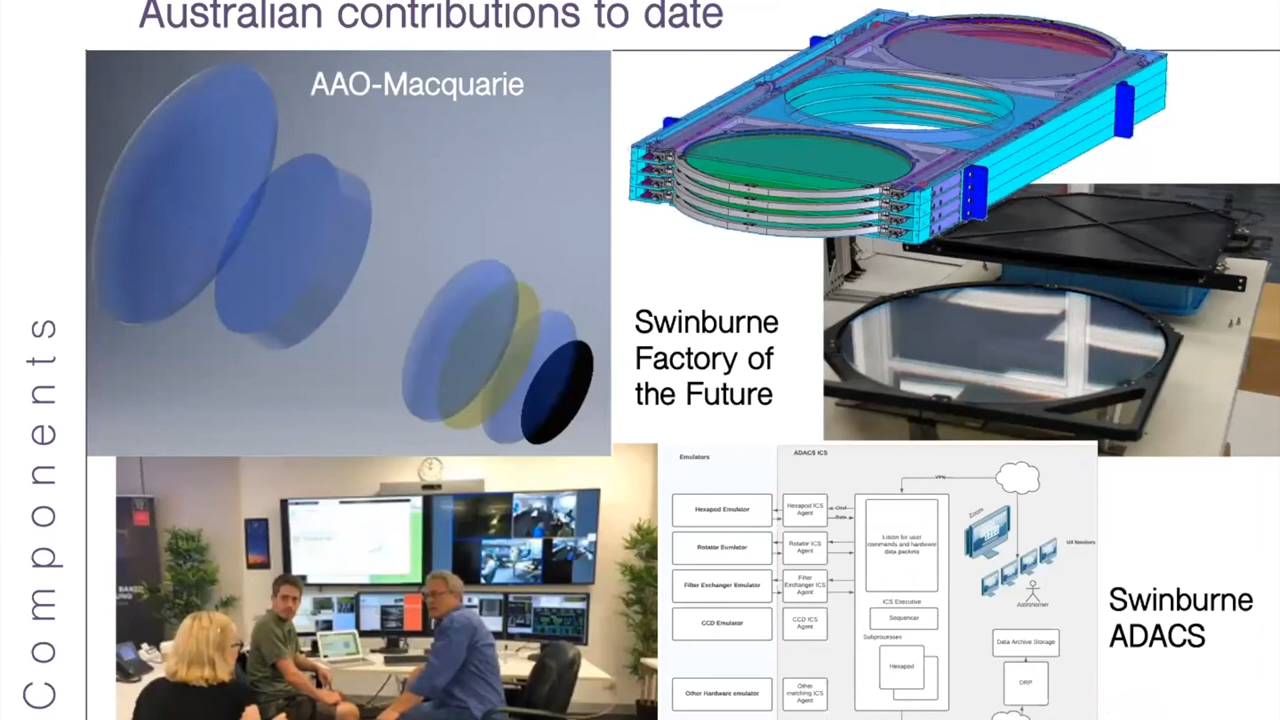 Australian contributions to date
Components
AAO-Macquarie
Swinburne
Factory of
the Future
Emulators
ADACS ICS
Hexapod Emulator
Hexapod ICS
Agent
Rotator ICS
Agent
Filter Exchanger Emulator
Filter
Exchanger ICS
Agent
CCD Emulator
CCD ICS
Agent
Other Hardware emulator
Other
matching ICS
Agent
Listen for user
commands and hardware
data packets
ICS Executive
Sequencer
Subprocesses
Hexapod
Zoom
Astronomer
Data Archive Storage
DRP
Swinburne
ADACS